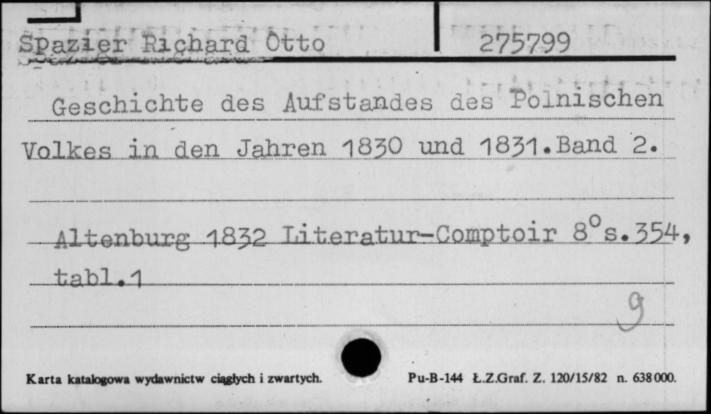 Spazier Richard Otto 275799
Geschichte des Aufstandes des Polnischen
Volkes in den Jahren 1830 und 1831.Band 2.
Altenburg 1832 Literatur-Comptoir 8° s.354,
tabl.1
9
Karta katalogowa wydawnictw ciągłych i zwartych. Pu-B-144 Ł.Z.Graf. Z. 120/15/82 n. 638000.